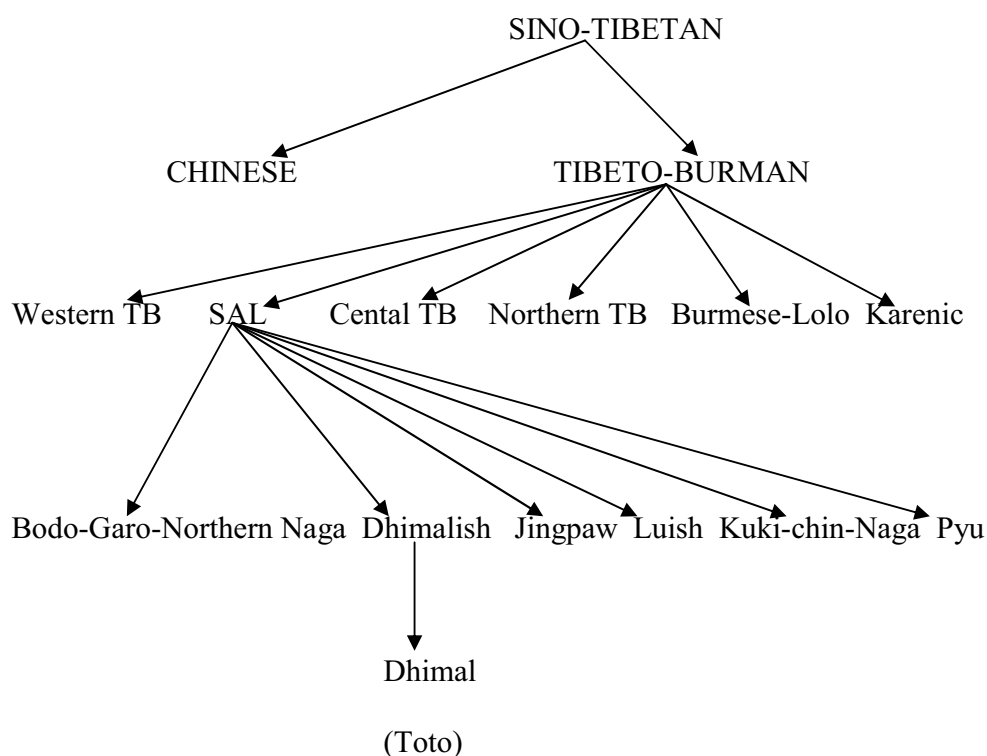 SINO-TIBETAN
CHINESE TIBETO-BURMAN
Western TB SAL Cental TB Northern TB Burmese-Lolo Karenic
Bodo-Garo-Northern Naga Dhimalish Jingpaw Luish Kuki-chin-Naga Pyu
Dhimal
(Toto)